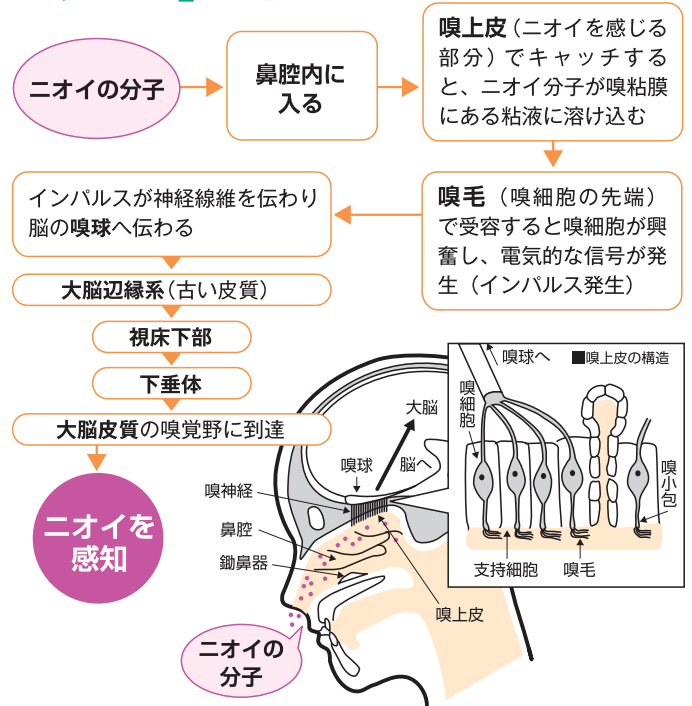 ニオイの分子
鼻腔内に
入る
嗅上皮（ニオイを感じる
部分）でキャッチする
と、ニオイ分子が嗅粘膜
にある粘液に溶け込む
嗅毛（嗅細胞の先端）
で受容すると嗅細胞が興
奮し、電気的な信号が発
生（インパルス発生）
インパルスが神経線維を伝わり
脳の嗅球へ伝わる
大脳辺縁系（古い皮質）
視床下部
下垂体
大脳皮質の嗅覚野に到達
ニオイを
感知
大脳
嗅球
脳へ
嗅神経
鼻腔
鋤鼻器
嗅上皮
ニオイの
分子
嗅球へ
■嗅上皮の構造
嗅細胞
嗅小包
支持細胞
嗅毛